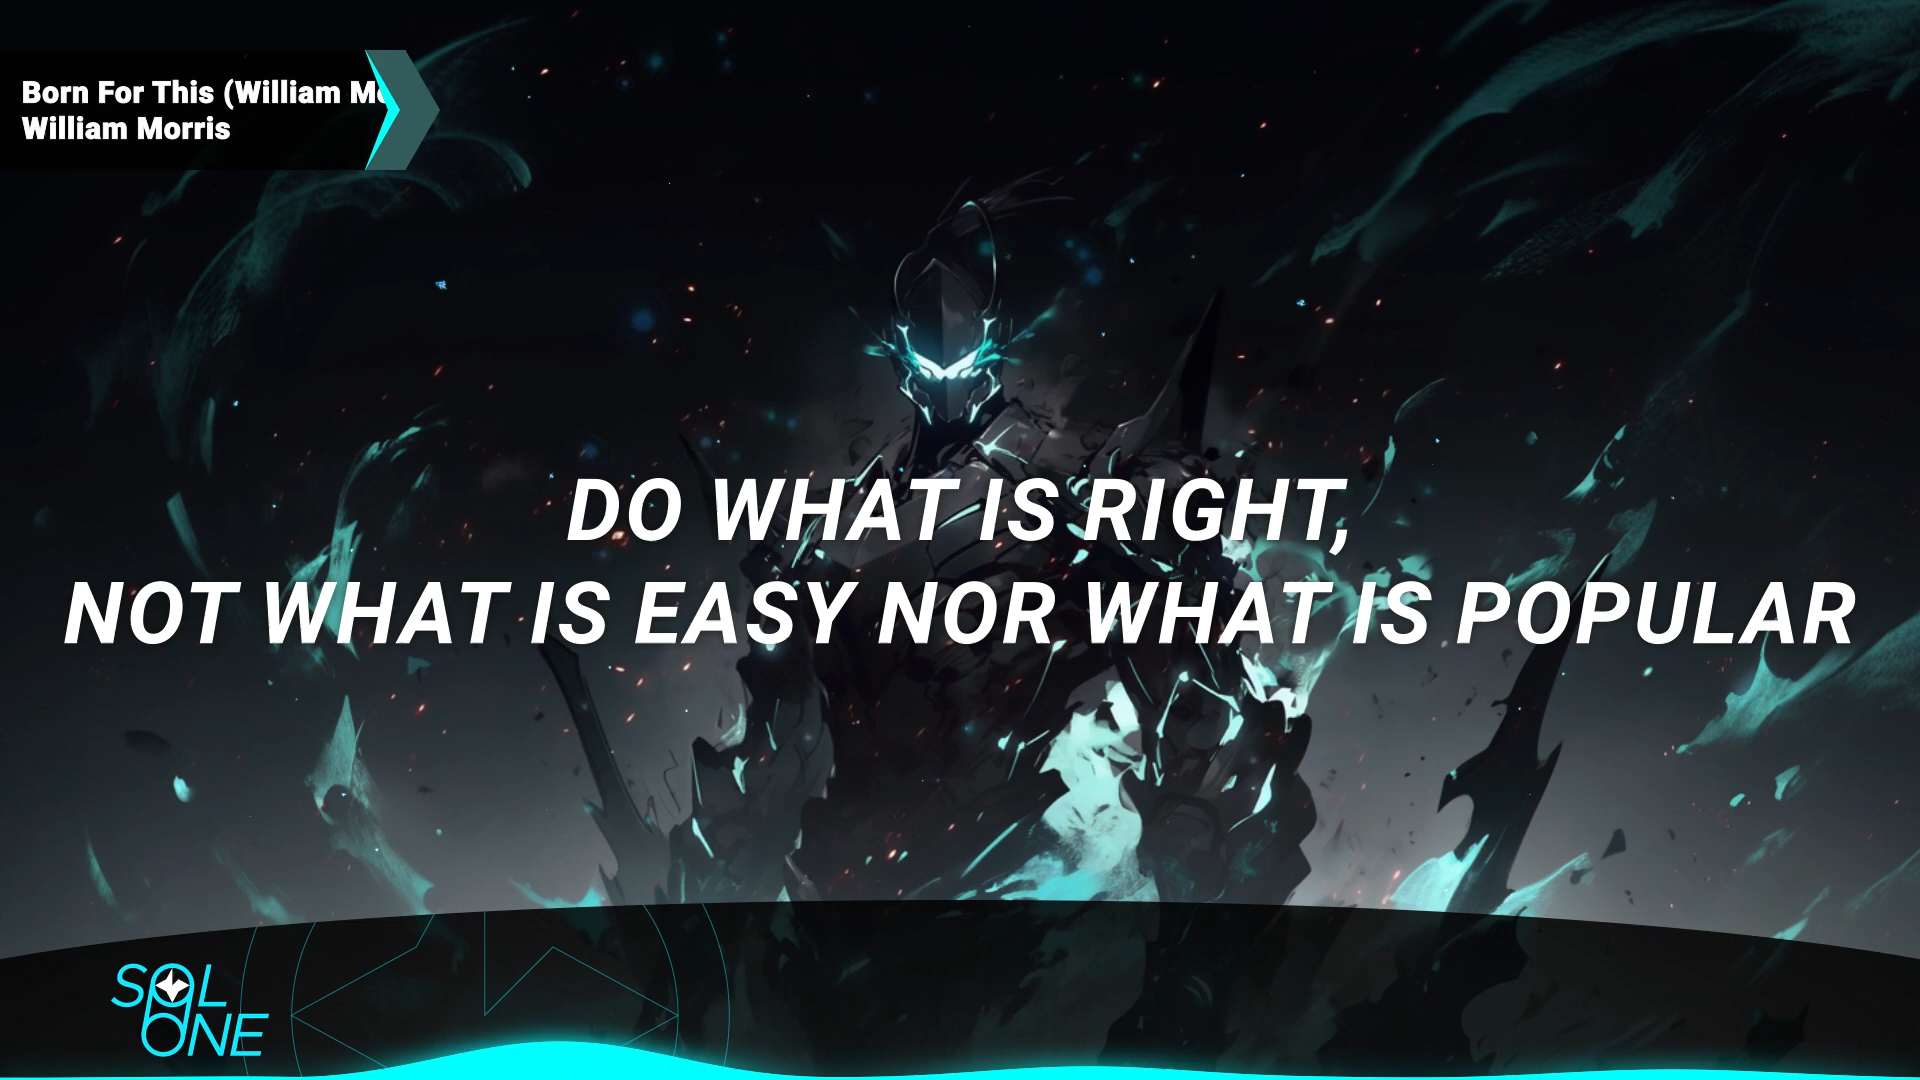 Born For This (William Mo
William Morris
DO WHAT IS RIGHT,
NOT WHAT IS EASY NOR WHAT IS POPULAR
SOL
ONE